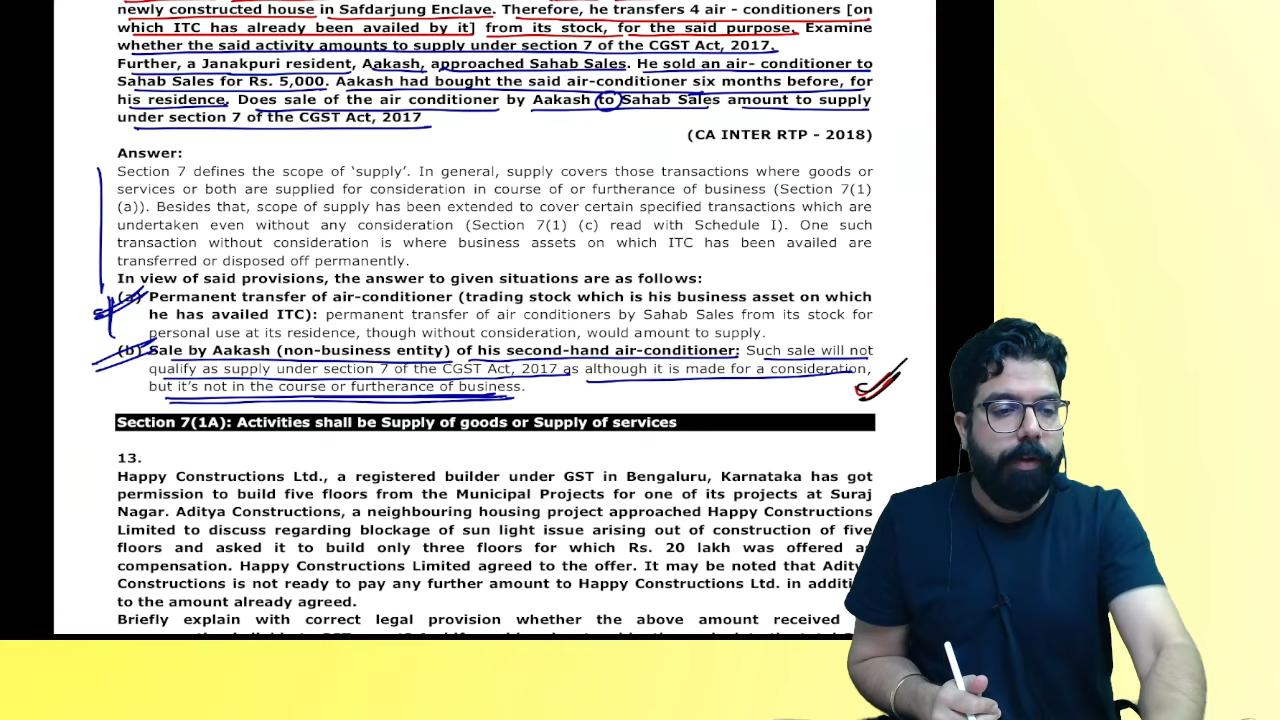 newly constructed house in Safdarjung Enclave. Therefore, he transfers 4 air - conditioners [on
which ITC has already been availed by it] from its stock, for the said purpose. Examine
whether the said activity amounts to supply under section 7 of the CGST Act, 2017.
Further, a Janakpuri resident, Aakash, approached Sahab Sales. He sold an air- conditioner to
Sahab Sales for Rs. 5,000. Aakash had bought the said air-conditioner six months before, for
his residence. Does sale of the air conditioner by Aakash to Sahab Sales amount to supply
under section 7 of the CGST Act, 2017
(CA INTER RTP - 2018)
Answer:
Section 7 defines the scope of ‘supply’. In general, supply covers those transactions where goods or
services or both are supplied for consideration in course of or furtherance of business (Section 7(1)
(a)). Besides that, scope of supply has been extended to cover certain specified transactions which are
undertaken even without any consideration (Section 7(1) (c) read with Schedule I). One such
transaction without consideration is where business assets on which ITC has been availed are
transferred or disposed off permanently.
In view of said provisions, the answer to given situations are as follows:
(a) Permanent transfer of air-conditioner (trading stock which is his business asset on which
he has availed ITC): permanent transfer of air conditioners by Sahab Sales from its stock for
personal use at its residence, though without consideration, would amount to supply.
(b) Sale by Aakash (non-business entity) of his second-hand air-conditioner: Such sale will not
qualify as supply under section 7 of the CGST Act, 2017 as although it is made for a consideration,
but it’s not in the course or furtherance of business.
Section 7(1A): Activities shall be Supply of goods or Supply of services
13.
Happy Constructions Ltd., a registered builder under GST in Bengaluru, Karnataka has got
permission to build five floors from the Municipal Projects for one of its projects at Suraj
Nagar. Aditya Constructions, a neighbouring housing project approached Happy Constructions
Limited to discuss regarding blockage of sun light issue arising out of construction of five
floors and asked it to build only three floors for which Rs. 20 lakh was offered
compensation. Happy Constructions Limited agreed to the offer. It may be noted that
Constructions is not ready to pay any further amount to Happy Constructions Ltd. in
to the amount already agreed.
Briefly explain with correct legal provision whether the above amount received